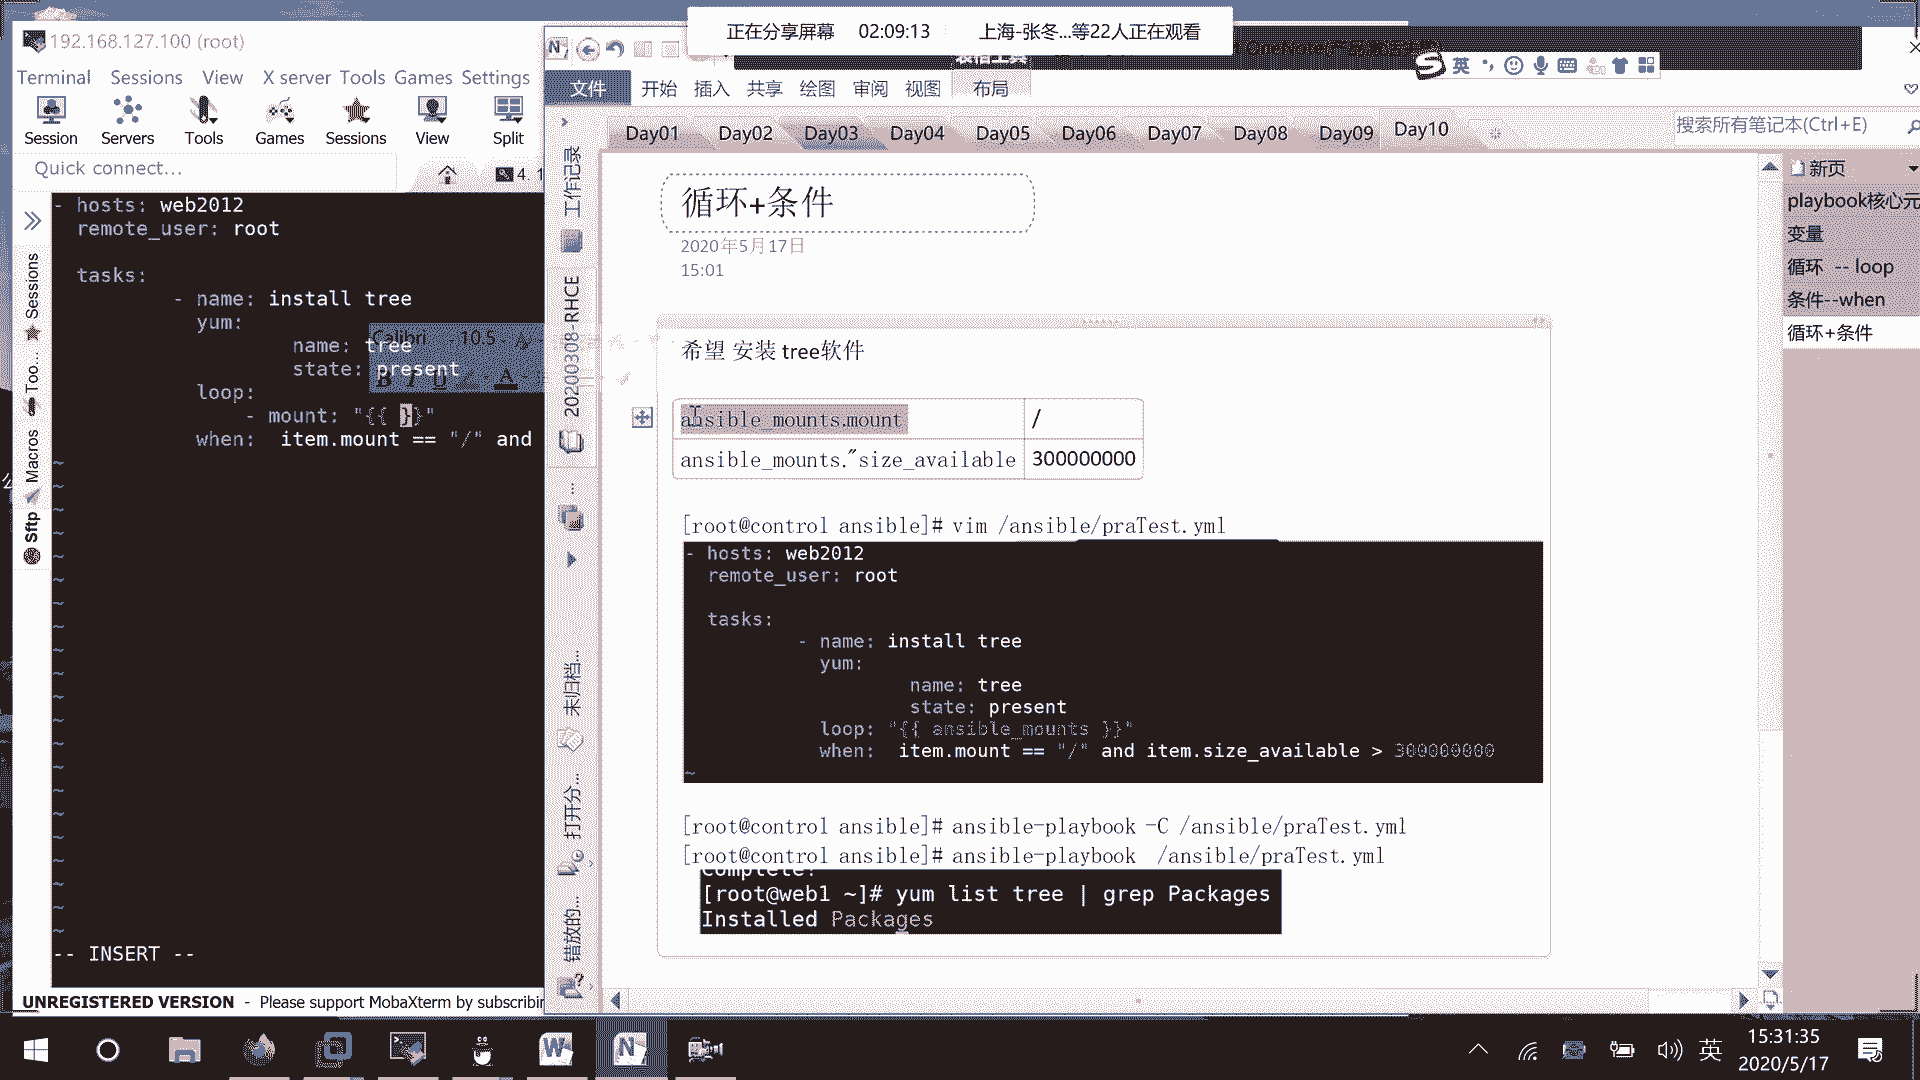 正在分享屏幕 02:09:13 上海-张冬...等22人正在观看
192.168.127.100 (root)
Terminal Sessions View X server Tools Games Settings
Session Servers Tools Games Sessions View Split
Quick connect...
4. 1
Sessions
Too...
Macros
Sftp
- hosts: web2012
remote_user: root
tasks:
- name: install tree
yum:
name: tree
state: present
loop:
- mount: "{{ }}"
when: item.mount == "/" and
~
-- INSERT --
UNREGISTERED VERSION - Please support MobaXterm by subscribin
Calibri 10.5
文件 开始 插入 共享 绘图 审阅 视图 布局
英
Day01 Day02 Day03 Day04 Day05 Day06 Day07 Day08 Day09 Day10
搜索所有笔记本(Ctrl+E)
工作记录
20200308-RHCE
未归档...
打开分...
错放的...
循环+条件
2020年5月17日
15:01
希望 安装 tree软件
ansible_mounts.mount /
ansible_mounts."size_available 300000000
[root@control ansible]# vim /ansible/praTest.yml
- hosts: web2012
remote_user: root
tasks:
- name: install tree
yum:
name: tree
state: present
loop: "{{ ansible_mounts }}"
when: item.mount == "/" and item.size_available > 300000000
~
[root@control ansible]# ansible-playbook -C /ansible/praTest.yml
[root@control ansible]# ansible-playbook /ansible/praTest.yml
Complete!
[root@web1 ~]# yum list tree | grep Packages
Installed Packages
新页
playbook核心元
变量
循环 -- loop
条件--when
循环+条件
英
15:31:35
2020/5/17